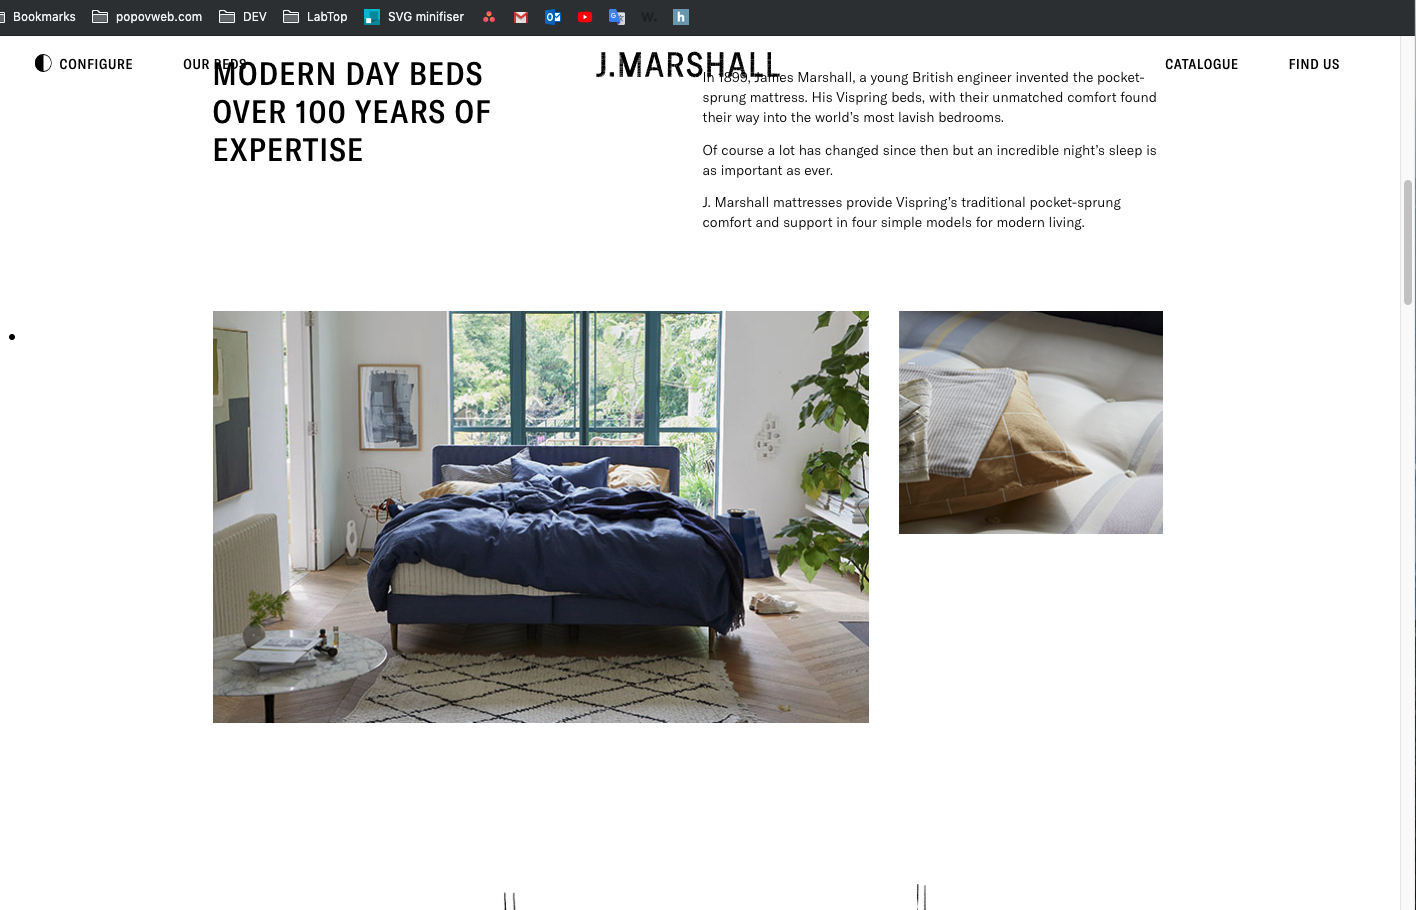 Bookmarks popovweb.com DEV LabTop SVG minifiser
CONFIGURE OUR BEDS J.MARSHALL CATALOGUE FIND US
MODERN DAY BEDS
OVER 100 YEARS OF
EXPERTISE
In 1899, James Marshall, a young British engineer invented the pocket-
sprung mattress. His Vispring beds, with their unmatched comfort found
their way into the world’s most lavish bedrooms.
Of course a lot has changed since then but an incredible night’s sleep is
as important as ever.
J. Marshall mattresses provide Vispring’s traditional pocket-sprung
comfort and support in four simple models for modern living.